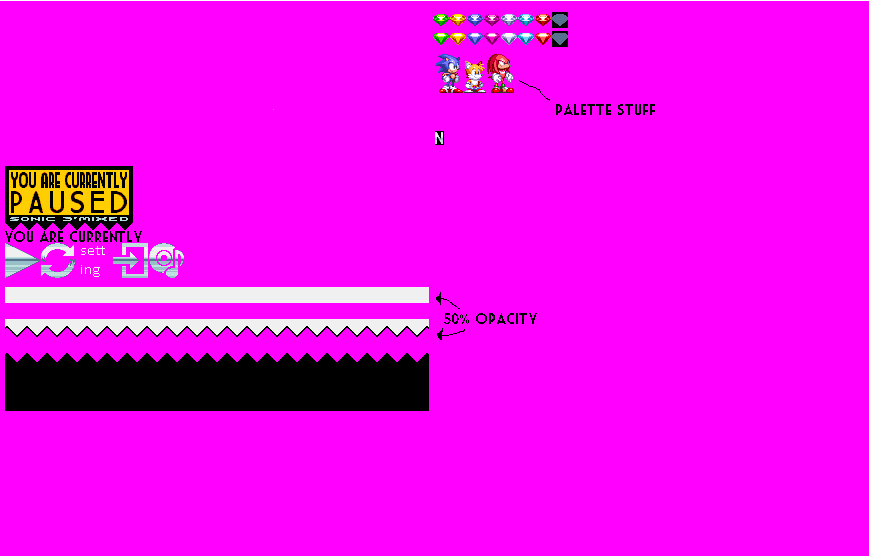 PALETTE STUFF
N
YOU ARE CURRENTLY
PAUSED
SONIC 3'MIXED
YOU ARE CURRENTLY
sett
ing
50% OPACITY